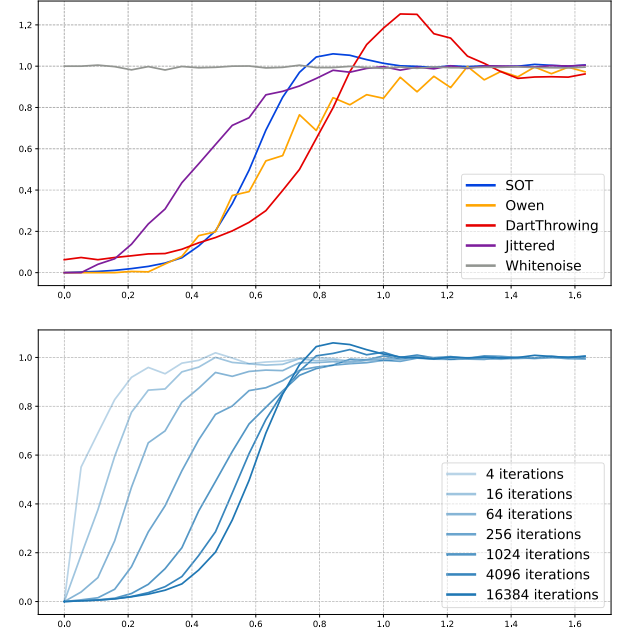 1.2
1.0
0.8
0.6
0.4
0.2
0.0
SOT
Owen
DartThrowing
Jittered
Whitenoise
0.0 0.2 0.4 0.6 0.8 1.0 1.2 1.4 1.6
1.0
0.8
0.6
0.4
0.2
0.0
4 iterations
16 iterations
64 iterations
256 iterations
1024 iterations
4096 iterations
16384 iterations
0.0 0.2 0.4 0.6 0.8 1.0 1.2 1.4 1.6